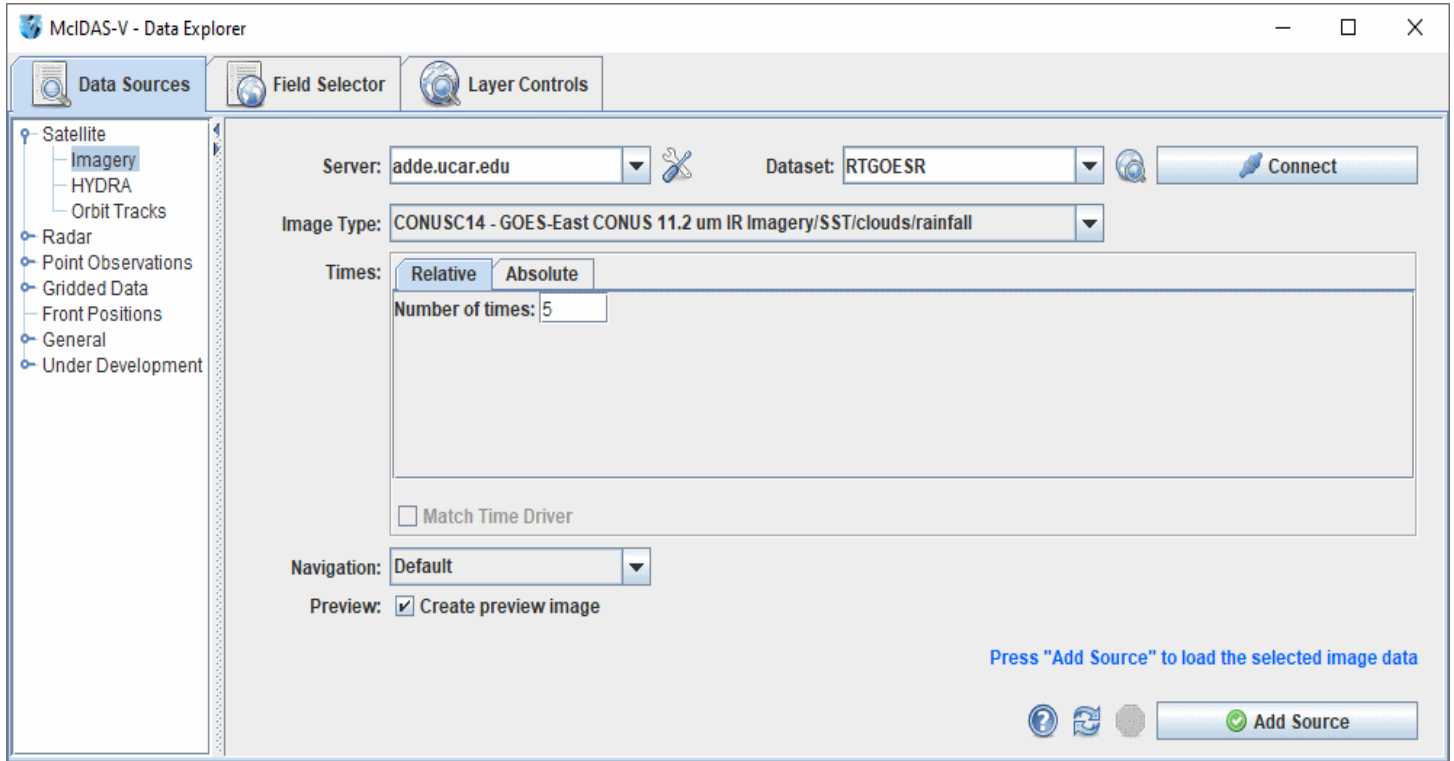 McIDAS-V - Data Explorer
Data Sources Field Selector Layer Controls
Satellite
Imagery
HYDRA
Orbit Tracks
Radar
Point Observations
Gridded Data
Front Positions
General
Under Development
Server: adde.ucar.edu Dataset: RTGOESR Connect
Image Type: CONUSC14 - GOES-East CONUS 11.2 um IR Imagery/SST/clouds/rainfall
Times: Relative Absolute
Number of times: 5
Match Time Driver
Navigation: Default
Preview: Create preview image
Press "Add Source" to load the selected image data
Add Source